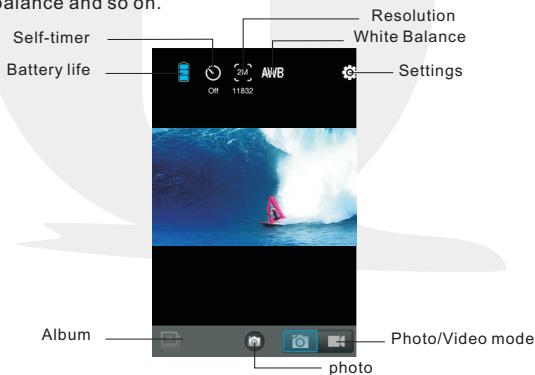 balance and so on.
Resolution
Self-timer
White Balance
Battery life
Settings
2M
AWB
Off
11832
Album
Photo/Video mode
photo